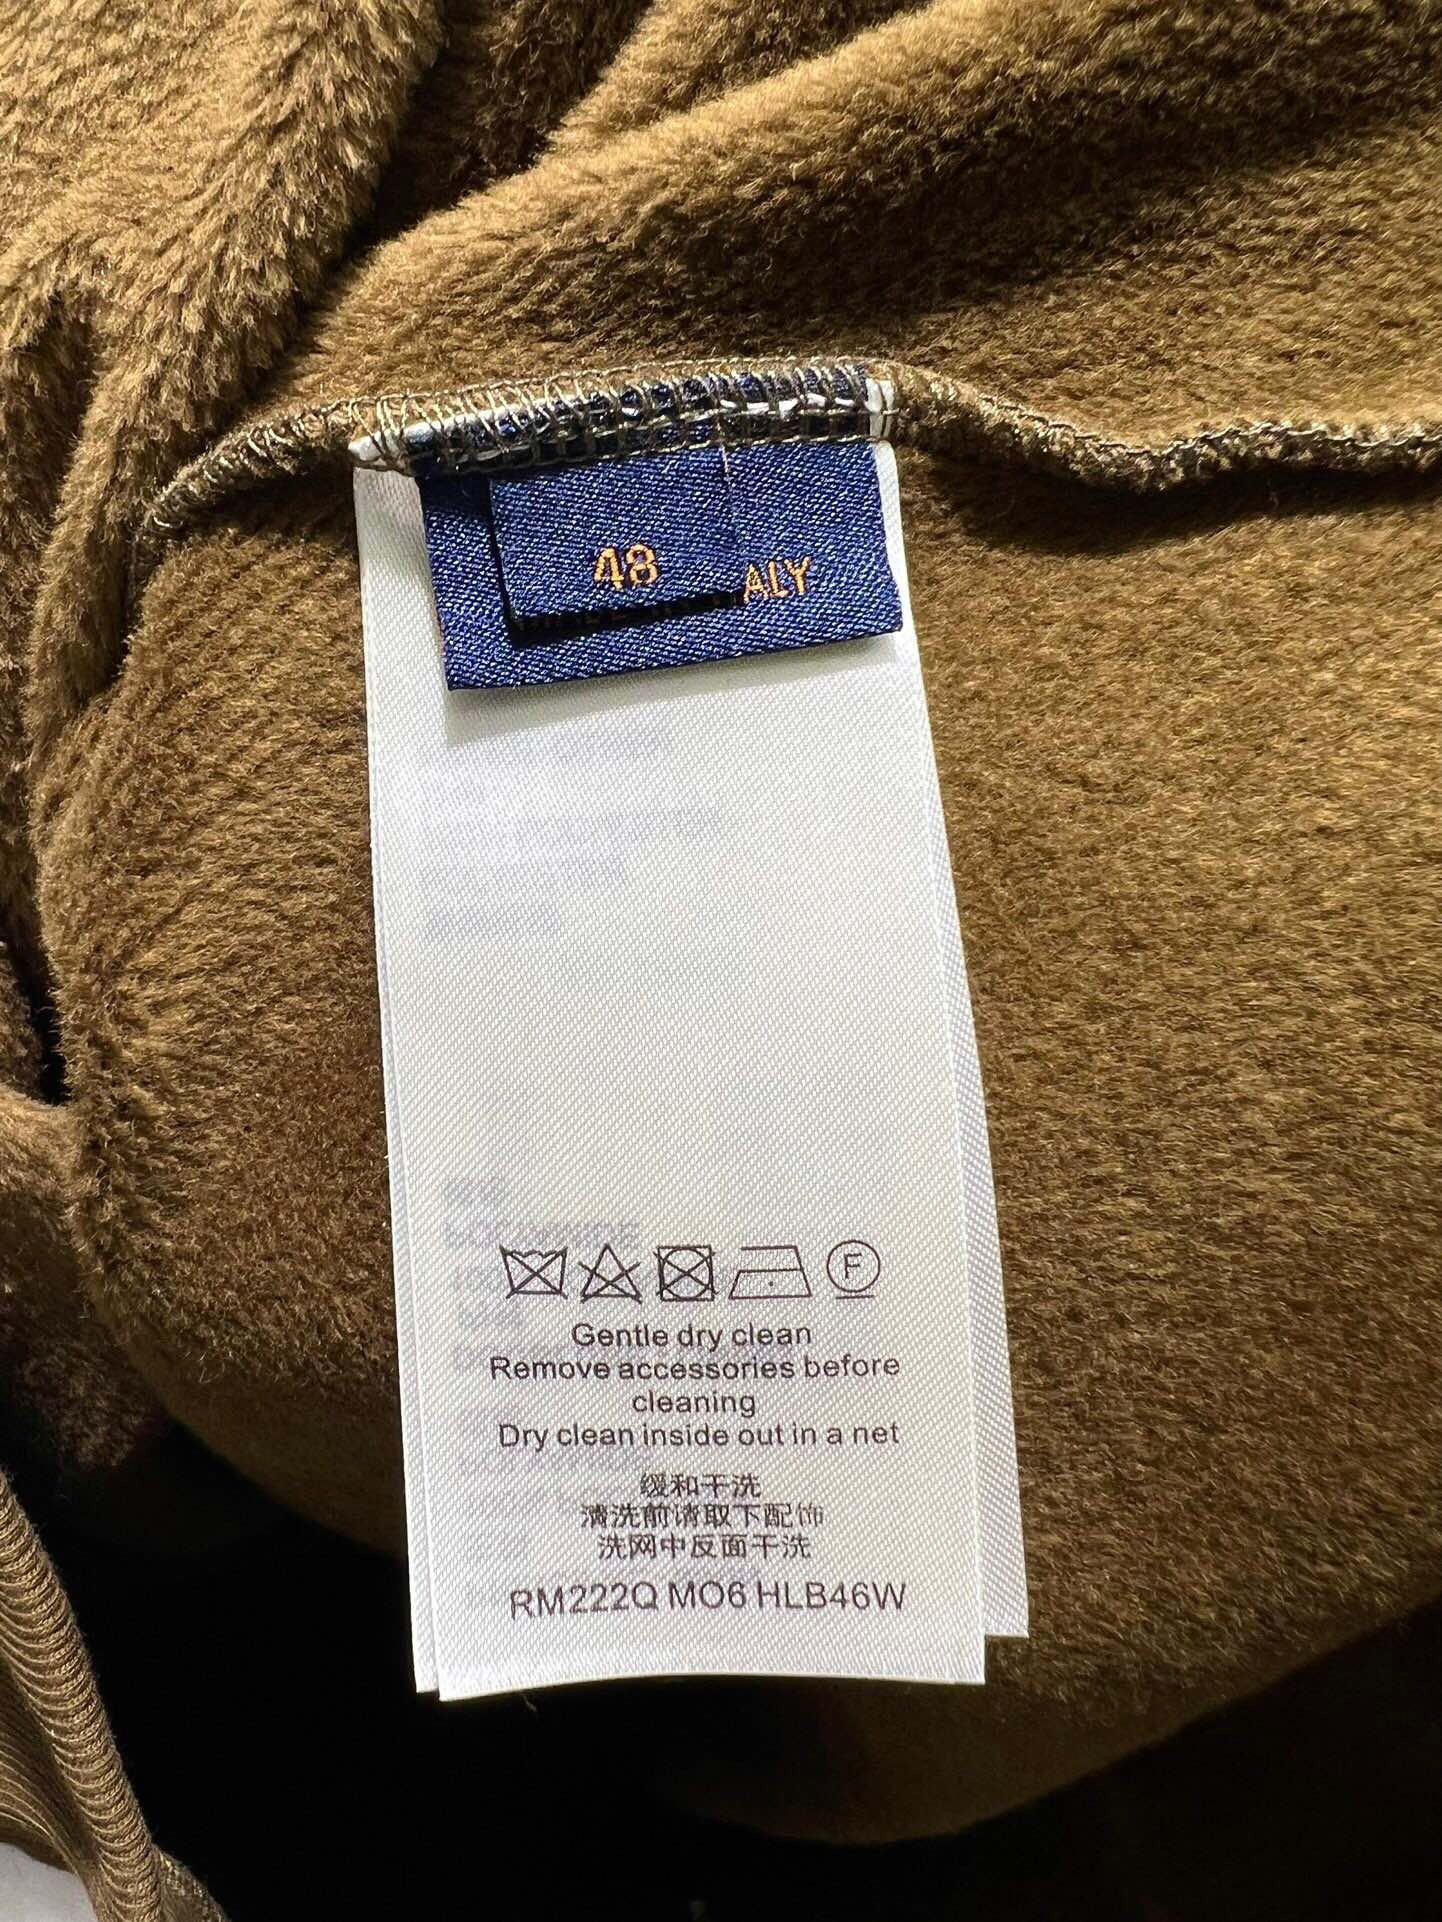 48
ALY
F
Gentle dry clean
Remove accessories before
cleaning
Dry clean inside out in a net
缓和干洗
清洗前请取下配饰
洗网中反面干洗
RM222Q MO6 HLB46W